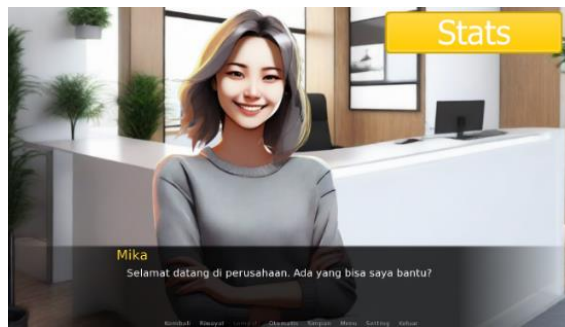 Stats
Mika
Selamat datang di perusahaan. Ada yang bisa saya bantu?
Kembali Riwayat Otomatis Simpan Menu Setting Keluar